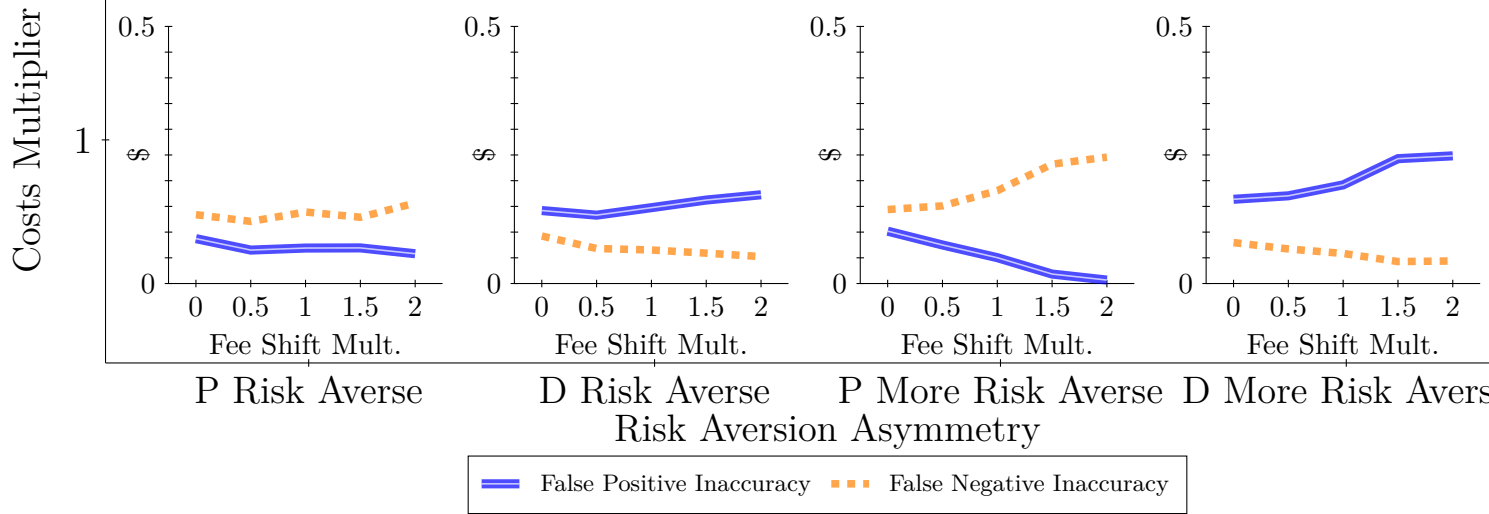 Costs Multiplier
1
0.5
$
0
0 0.5 1 1.5 2
Fee Shift Mult.
0.5
$
0
0 0.5 1 1.5 2
Fee Shift Mult.
0.5
$
0
0 0.5 1 1.5 2
Fee Shift Mult.
0.5
$
0
0 0.5 1 1.5 2
Fee Shift Mult.
P Risk Averse D Risk Averse P More Risk Averse D More Risk Avers
Risk Aversion Asymmetry
False Positive Inaccuracy False Negative Inaccuracy